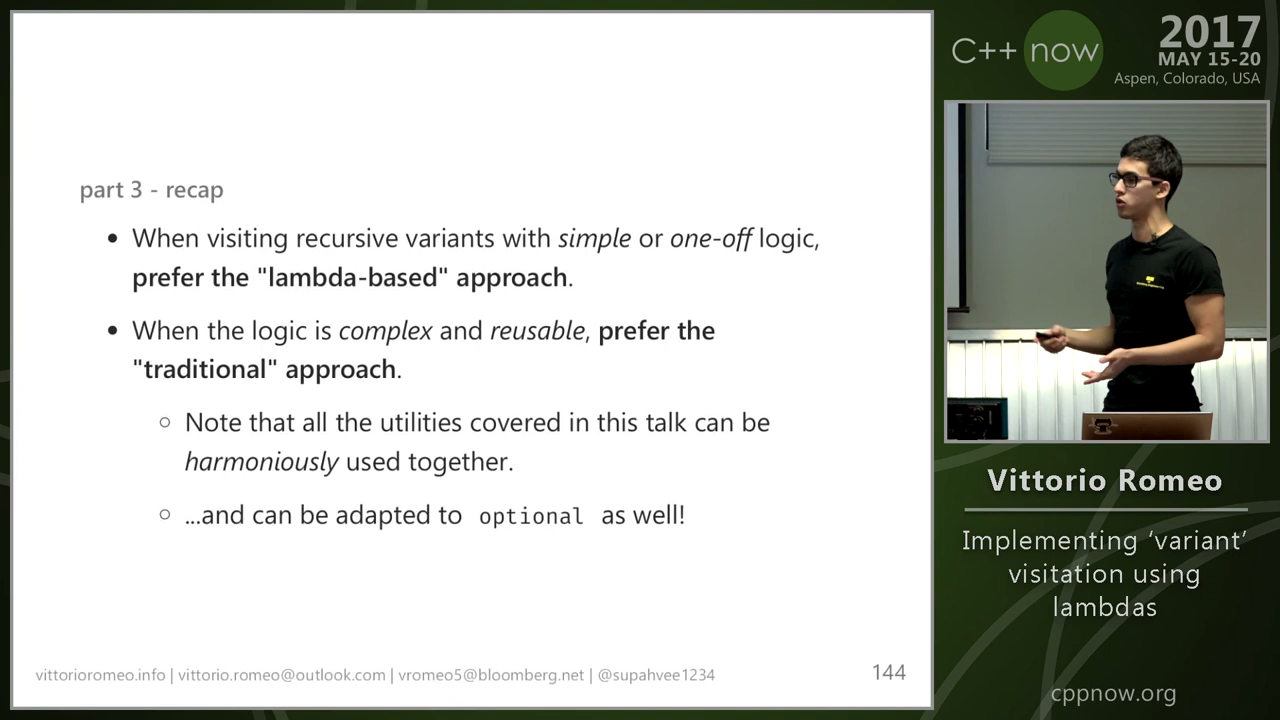 part 3 - recap
• When visiting recursive variants with simple or one-off logic,
prefer the "lambda-based" approach.
• When the logic is complex and reusable, prefer the
"traditional" approach.
○ Note that all the utilities covered in this talk can be
harmoniously used together.
○ ...and can be adapted to optional as well!
vittorioromeo.info | vittorio.romeo@outlook.com | vromeo5@bloomberg.net | @supahvee1234
144
C++ now
2017
MAY 15-20
Aspen, Colorado, USA
Vittorio Romeo
Implementing ‘variant’
visitation using
lambdas
cppnow.org